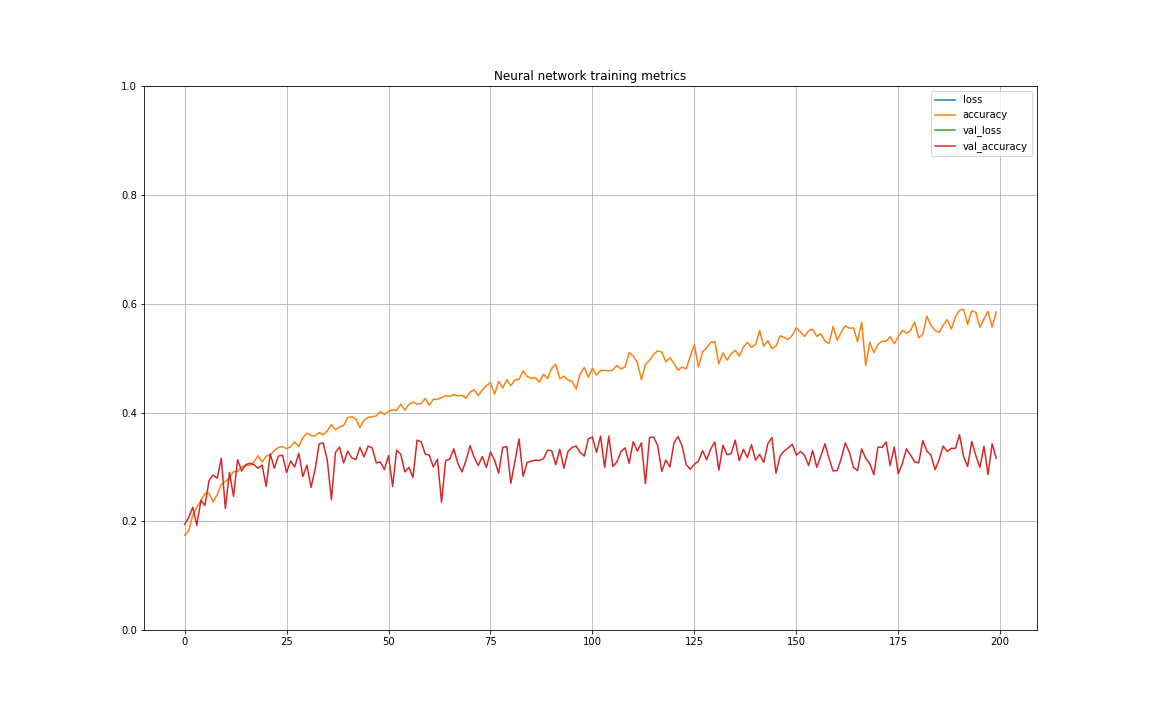 Neural network training metrics
1.0
0.8
0.6
0.4
0.2
0.0
loss
accuracy
val_loss
val_accuracy
0 25 50 75 100 125 150 175 200